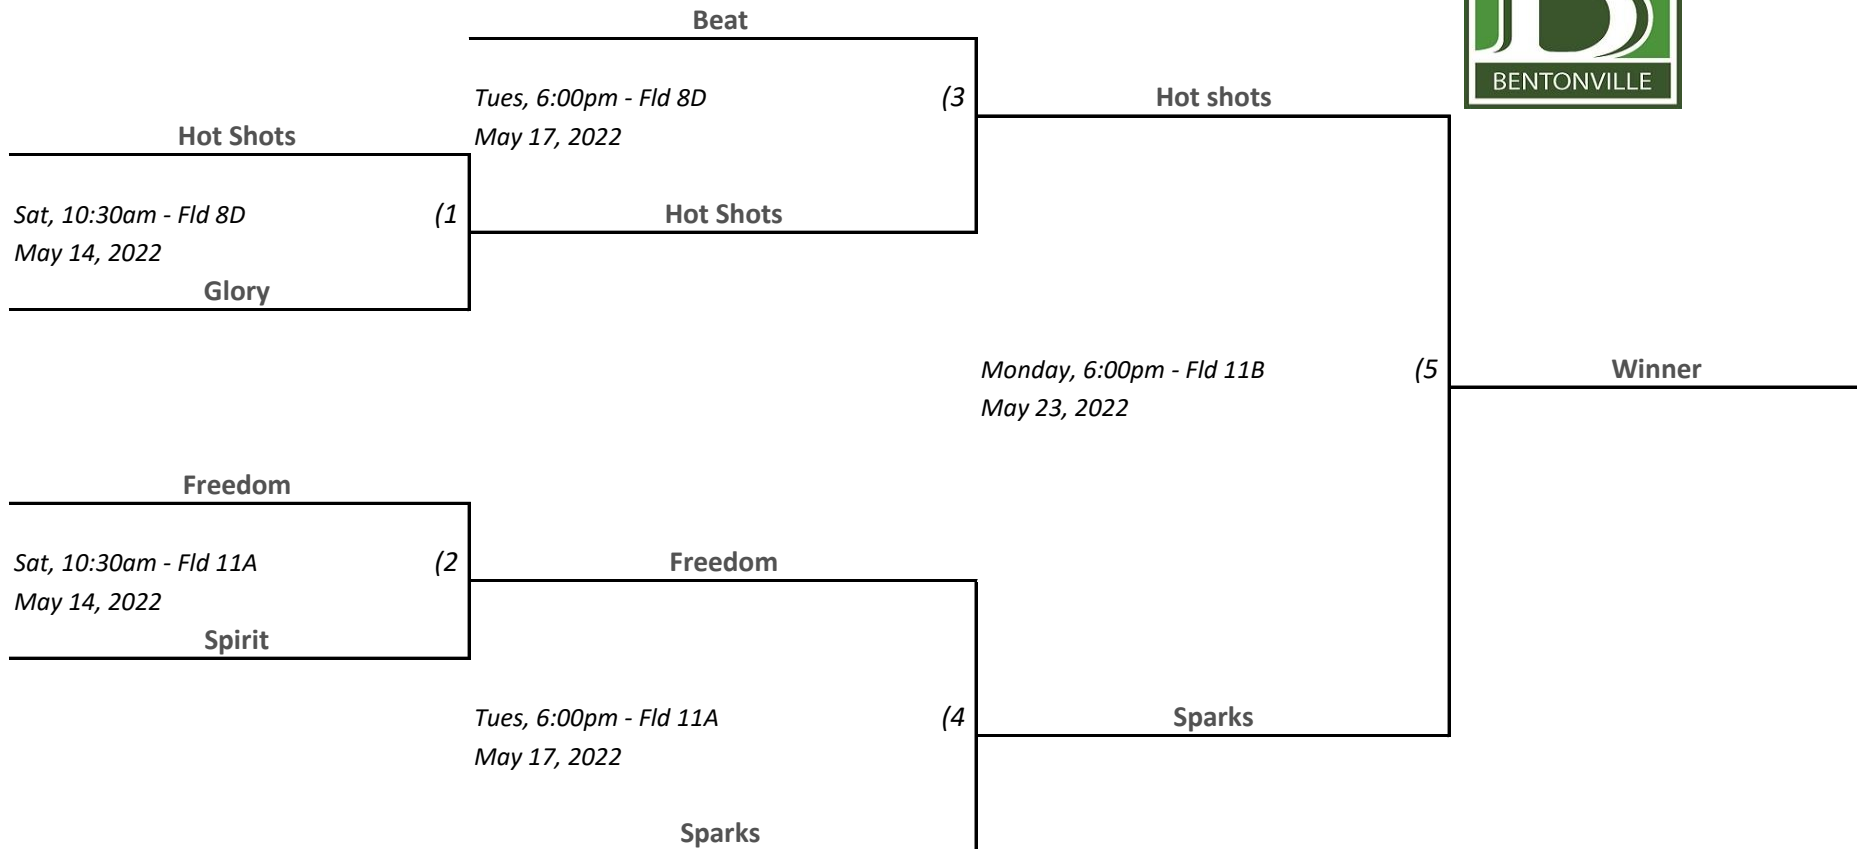 Beat
BENTONVILLE
Tues, 6:00pm - Fld 8D (3
Hot shots
May 17, 2022
Hot Shots
Sat, 10:30am - Fld 8D (1
Hot Shots
May 14, 2022
Glory
Monday, 6:00pm - Fld 11B (5
Winner
May 23, 2022
Freedom
Sat, 10:30am - Fld 11A (2
Freedom
May 14, 2022
Spirit
Tues, 6:00pm - Fld 11A (4
Sparks
May 17, 2022
Sparks